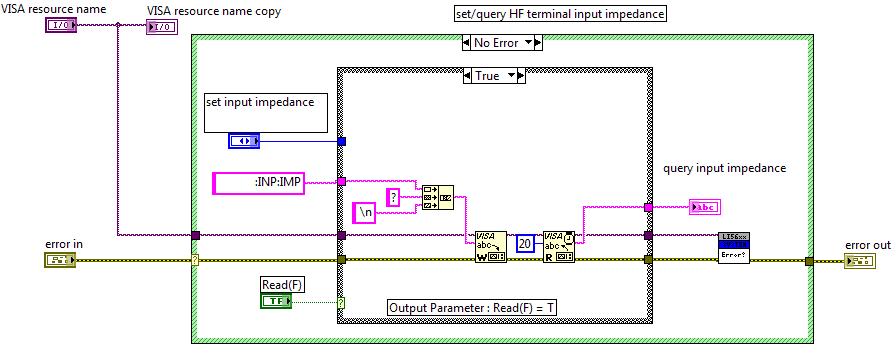 VISA resource name
VISA resource name copy
set/query HF terminal input impedance
I/O
I/O
No Error
True
set input impedance
:INP:IMP
?
\n
query input impedance
abc
VISA
abc
W
20
VISA
abc
R
LI56xx
Error?
error in
error out
?
Read(F)
TF
?
Output Parameter : Read(F) = T